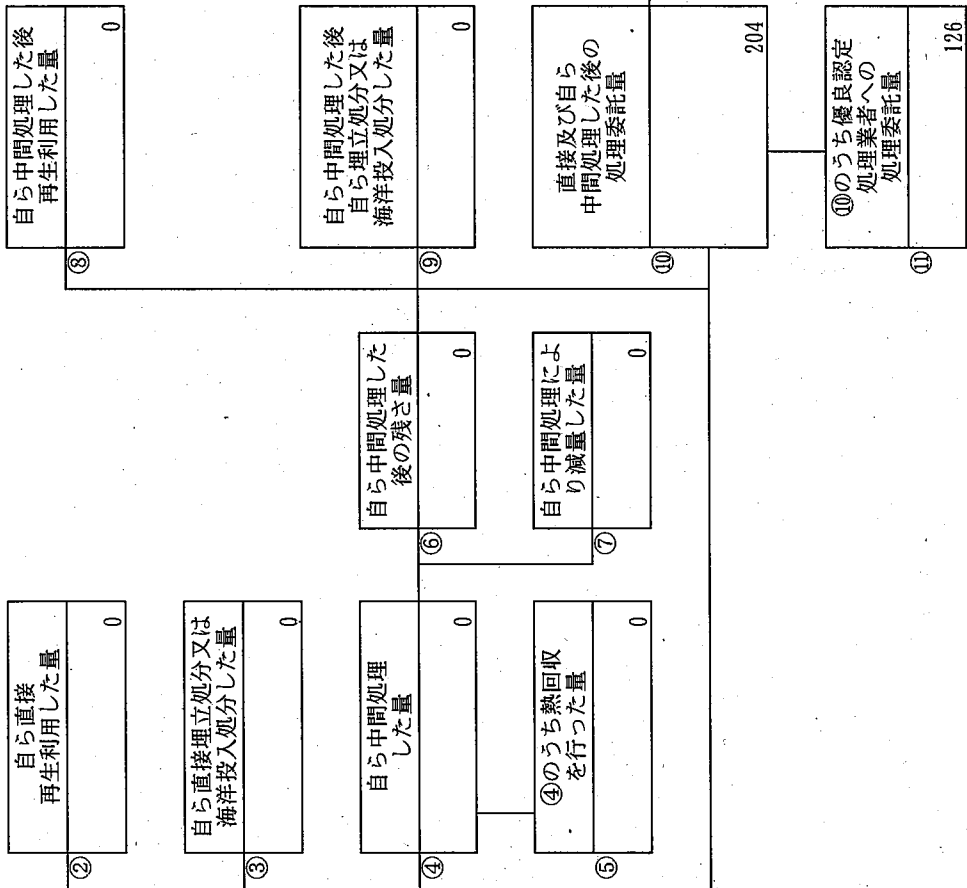 ②
自ら直接
再生利用した量
0
③
自ら直接埋立処分又は
海洋投入処分した量
0
④
自ら中間処理
した量
0
⑤
④のうち熱回収
を行った量
0
⑥
自ら中間処理した
後の残さ量
0
⑦
自ら中間処理によ
り減量した量
0
⑧
自ら中間処理した後
再生利用した量
0
⑨
自ら中間処理した後
自ら埋立処分又は
海洋投入処分した量
0
⑩
直接及び自ら
中間処理した後の
処理委託量
204
⑪
⑩のうち優良認定
処理業者への
処理委託量
126